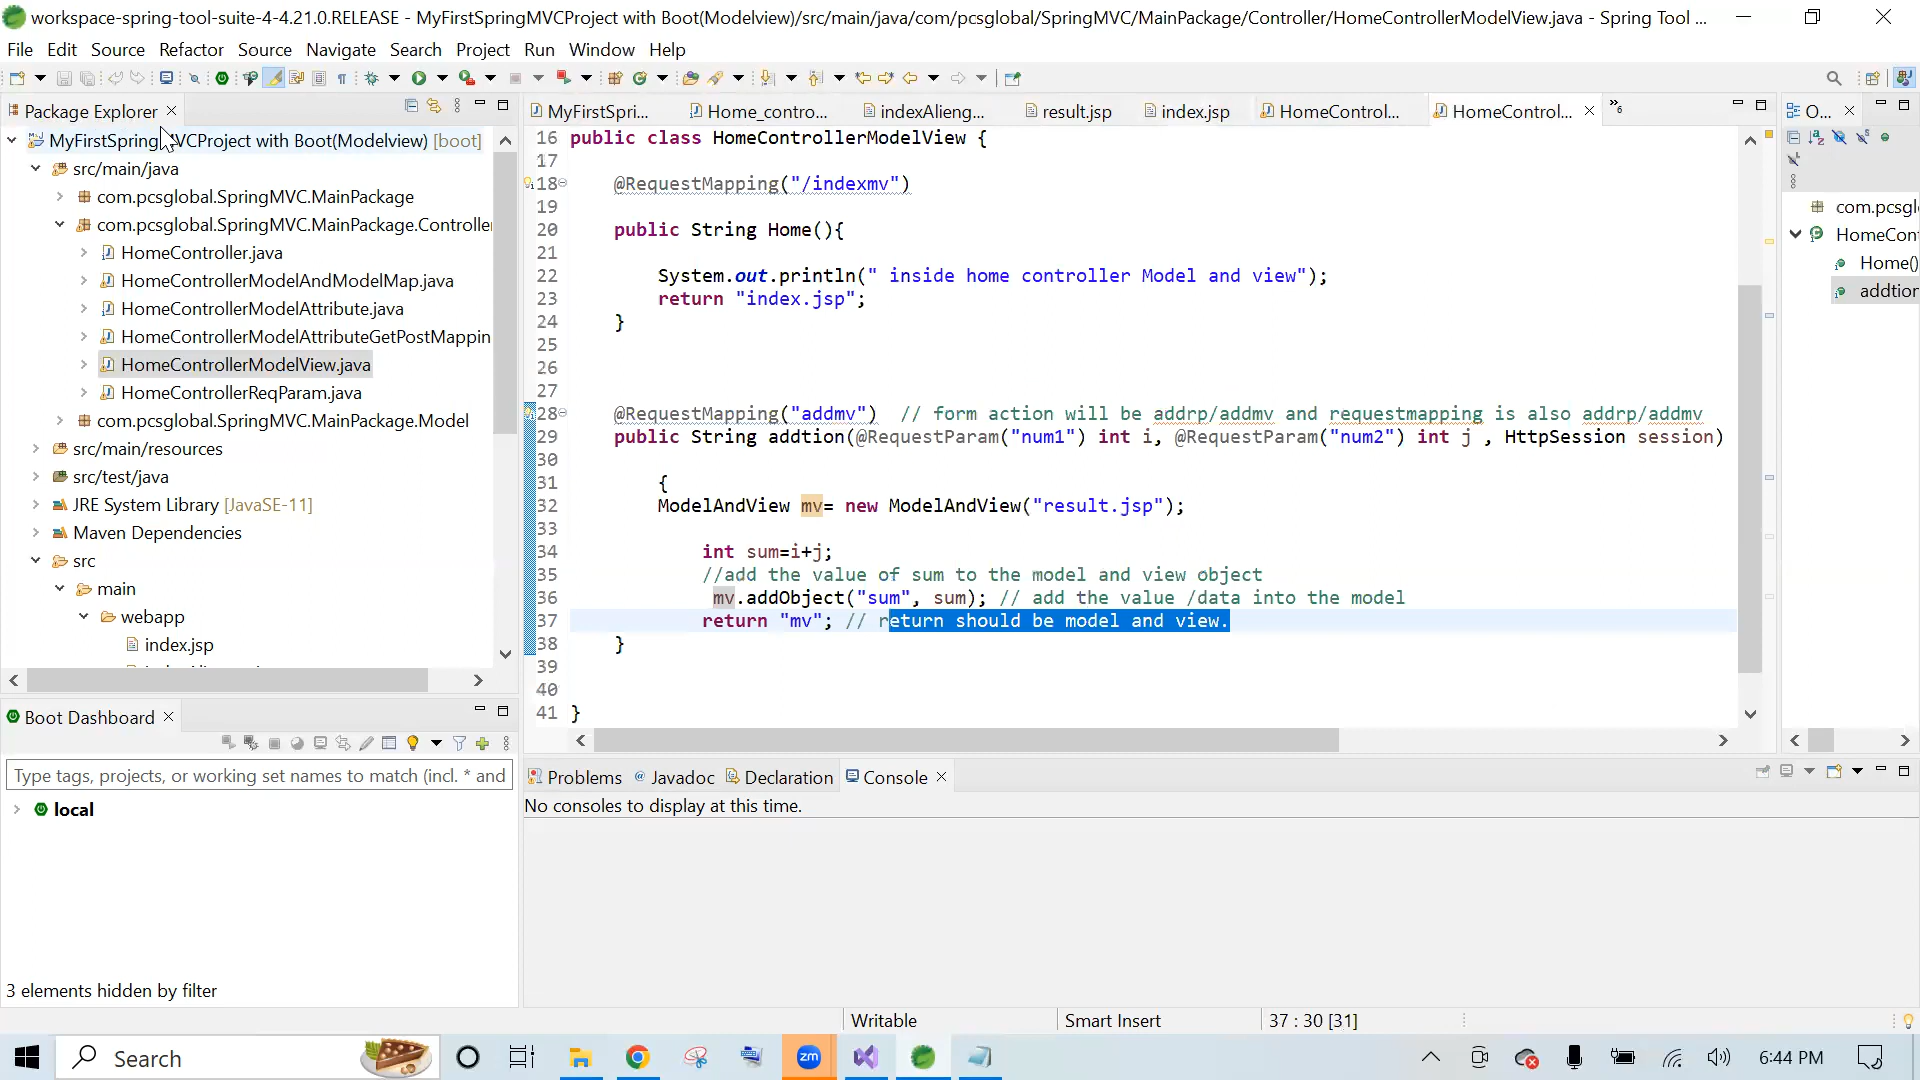 workspace-spring-tool-suite-4-4.21.0.RELEASE - MyFirstSpringMVCProject with Boot(Modelview)/src/main/java/com/pcsglobal/SpringMVC/MainPackage/Controller/HomeControllerModelView.java - Spring Tool ...
File Edit Source Refactor Source Navigate Search Project Run Window Help
Package Explorer
MyFirstSpringMVCProject with Boot(Modelview) [boot]
src/main/java
com.pcsglobal.SpringMVC.MainPackage
com.pcsglobal.SpringMVC.MainPackage.Controller
HomeController.java
HomeControllerModelAndModelMap.java
HomeControllerModelAttribute.java
HomeControllerModelAttributeGetPostMappin
HomeControllerModelView.java
HomeControllerReqParam.java
com.pcsglobal.SpringMVC.MainPackage.Model
src/main/resources
src/test/java
JRE System Library [JavaSE-11]
Maven Dependencies
src
main
webapp
index.jsp
Boot Dashboard
Type tags, projects, or working set names to match (incl. * and
local
3 elements hidden by filter
MyFirstSpri... Home_contro... indexAlieng... result.jsp index.jsp HomeControl... HomeControl... »6
16 public class HomeControllerModelView {
17
18 @RequestMapping("/indexmv")
19
20 public String Home(){
21
22 System.out.println(" inside home controller Model and view");
23 return "index.jsp";
24 }
25
26
27
28 @RequestMapping("addmv") // form action will be addrp/addmv and requestmapping is also addrp/addmv
29 public String addtion(@RequestParam("num1") int i, @RequestParam("num2") int j , HttpSession session)
30
31 {
32 ModelAndView mv= new ModelAndView("result.jsp");
33
34 int sum=i+j;
35 //add the value of sum to the model and view object
36 mv.addObject("sum", sum); // add the value /data into the model
37 return "mv"; // return should be model and view.
38 }
39
40
41 }
Problems @ Javadoc Declaration Console
No consoles to display at this time.
O...
com.pcsgl
HomeCont
Home()
addtion
Writable Smart Insert 37 : 30 [31]
Search
zm
6:44 PM